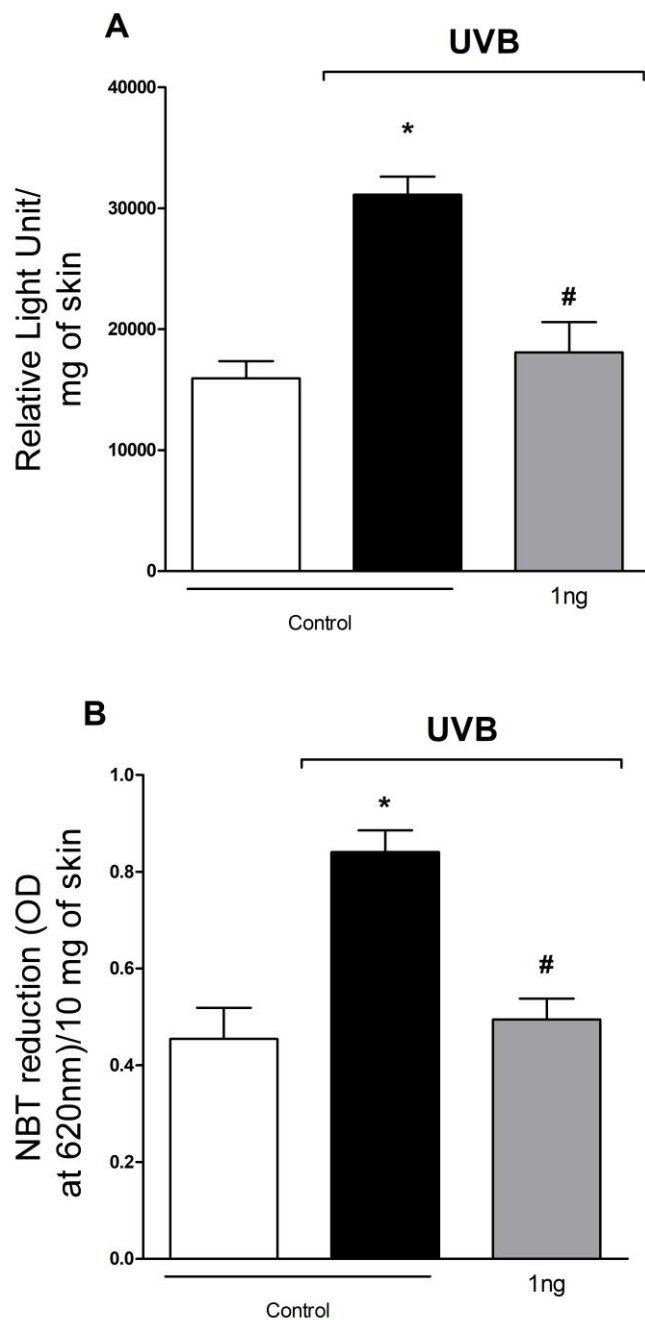 A
UVB
40000
30000
20000
10000
0
Relative Light Unit/
mg of skin
*
#
1ng
Control
B
UVB
1.0
0.8
0.6
0.4
0.2
0.0
NBT reduction (OD
at 620nm)/10 mg of skin
*
#
1ng
Control